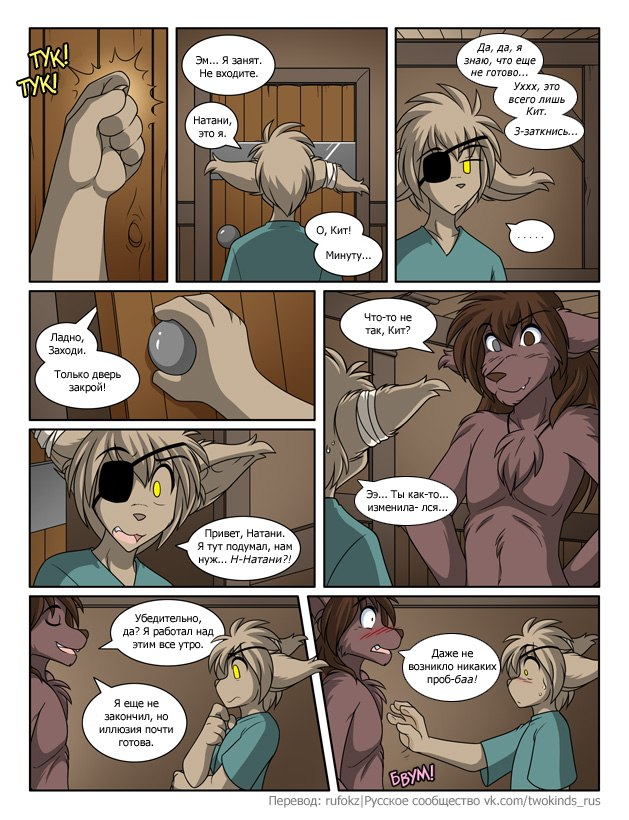 ТУК!
ТУК!
Эм... Я занят.
Не входите.
Натани,
это я.
О, Кит!
Минуту...
Да, да, я
знаю, что еще
не готово...
Уххх, это
всего лишь
Кит.
З-заткнись...
. . . . .
Ладно,
Заходи.
Только дверь
закрой!
Привет, Натани.
Я тут подумал, нам
нуж... Н-Натани?!
Что-то не
так, Кит?
Ээ... Ты как-то...
изменила- лся...
Убедительно,
да? Я работал над
этим все утро.
Я еще не
закончил, но
иллюзия почти
готова.
Даже не
возникло никаких
проб-баа!
БВУМ!
Перевод: rufokz|Русское сообщество vk.com/twokinds_rus